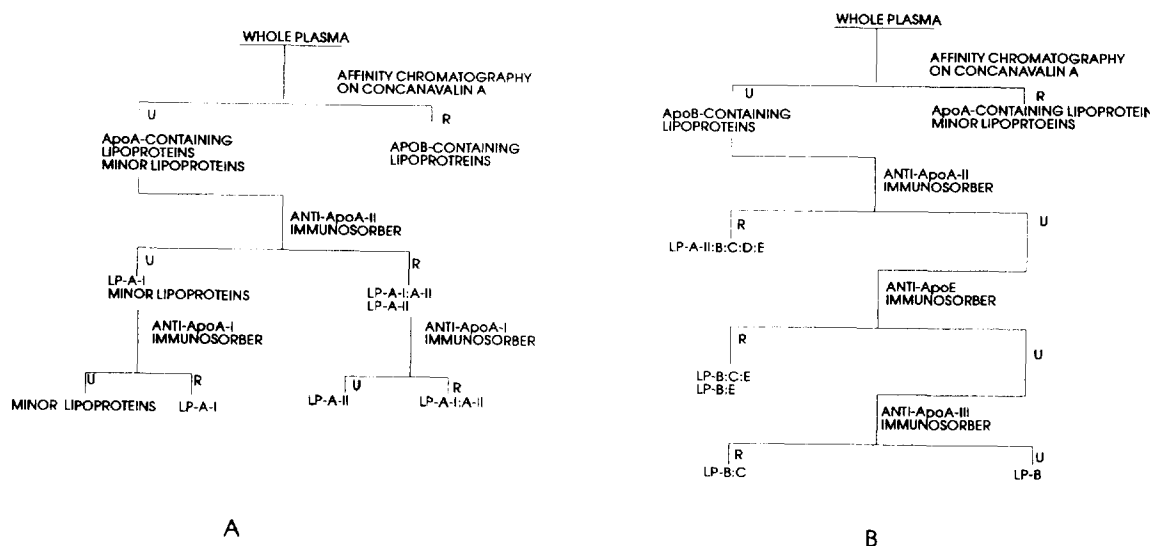 WHOLE PLASMA
AFFINITY CHROMATOGRAPHY
ON CONCANAVALIN A
U
R
ApoA-CONTAINING
LIPOPROTEINS
MINOR LIPOPROTEINS
APOB-CONTAINING
LIPOPROTREINS
ANTI-ApoA-II
IMMUNOSORBER
U
R
LP-A-I
MINOR LIPOPROTEINS
LP-A-I:A-II
LP-A-II
ANTI-ApoA-I
IMMUNOSORBER
ANTI-ApoA-I
IMMUNOSORBER
U
R
U
R
MINOR LIPOPROTEINS
LP-A-I
LP-A-II
LP-A-I:A-II
A
WHOLE PLASMA
AFFINITY CHROMATOGRAPHY
ON CONCANAVALIN A
U
R
ApoB-CONTAINING
LIPOPROTEINS
ApoA-CONTAINING LIPOPROTEIN
MINOR LIPOPRTOEINS
ANTI-ApoA-II
IMMUNOSORBER
R
U
LP-A-II:B:C:D:E
ANTI-ApoE
IMMUNOSORBER
R
U
LP-B:C:E
LP-B:E
ANTI-ApoA-III
IMMUNOSORBER
R
U
LP-B:C
LP-B
B